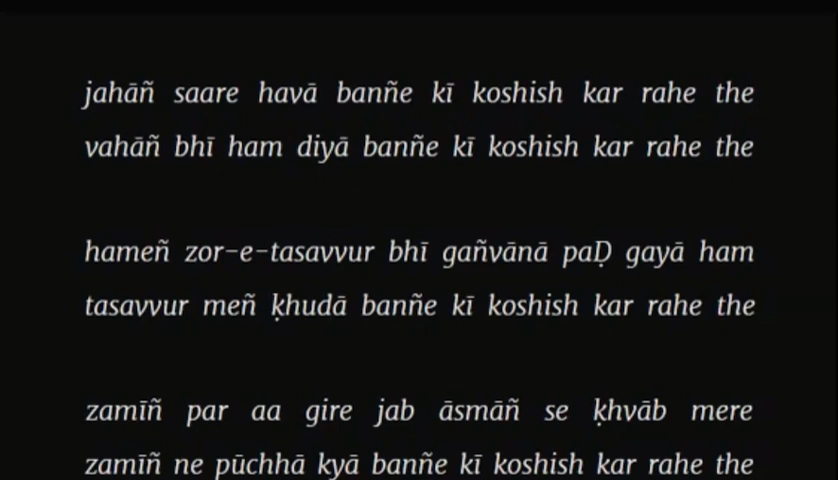 jahāñ saare havā banñe kī koshish kar rahe the
vahāñ bhī ham diyā banñe kī koshish kar rahe the
hameñ zor-e-tasavvur bhī gañvānā paḌ gayā ham
tasavvur meñ ḳhudā banñe kī koshish kar rahe the
zamīñ par aa gire jab āsmāñ se ḳhvāb mere
zamīñ ne pūchhā kyā banñe kī koshish kar rahe the